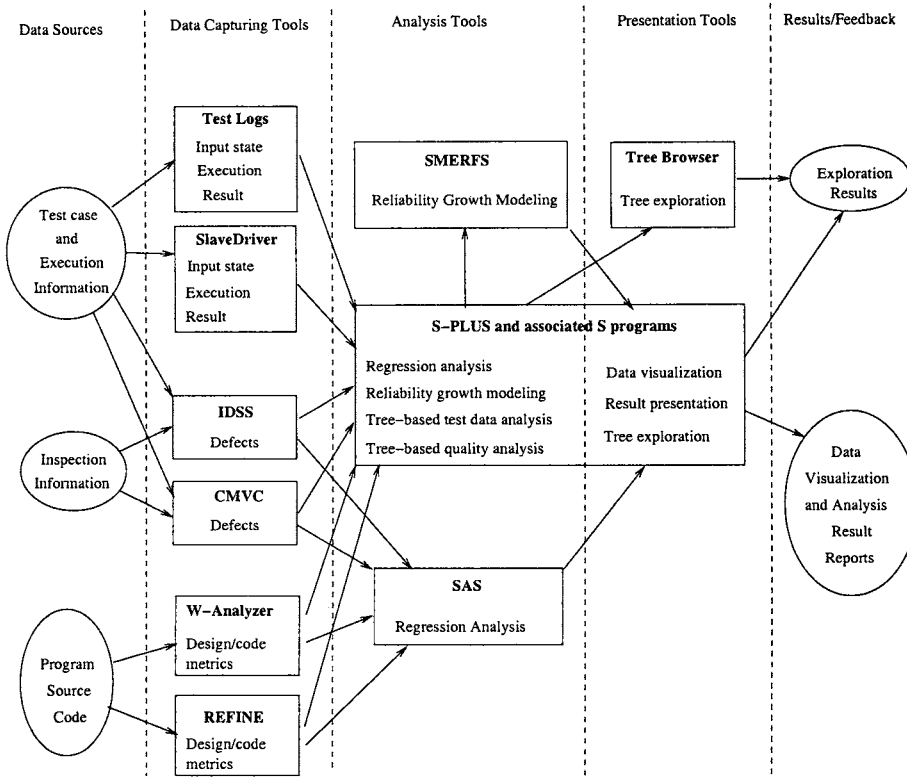 Data Sources
Data Capturing Tools
Analysis Tools
Presentation Tools
Results/Feedback
Test case
and
Execution
Information
Inspection
Information
Program
Source
Code
Test Logs
Input state
Execution
Result
SlaveDriver
Input state
Execution
Result
IDSS
Defects
CMVC
Defects
W-Analyzer
Design/code
metrics
REFINE
Design/code
metrics
SMERFS
Reliability Growth Modeling
S-PLUS and associated S programs
Regression analysis
Reliability growth modeling
Tree-based test data analysis
Tree-based quality analysis
Data visualization
Result presentation
Tree exploration
SAS
Regression Analysis
Tree Browser
Tree exploration
Exploration
Results
Data
Visualization
and Analysis
Result
Reports